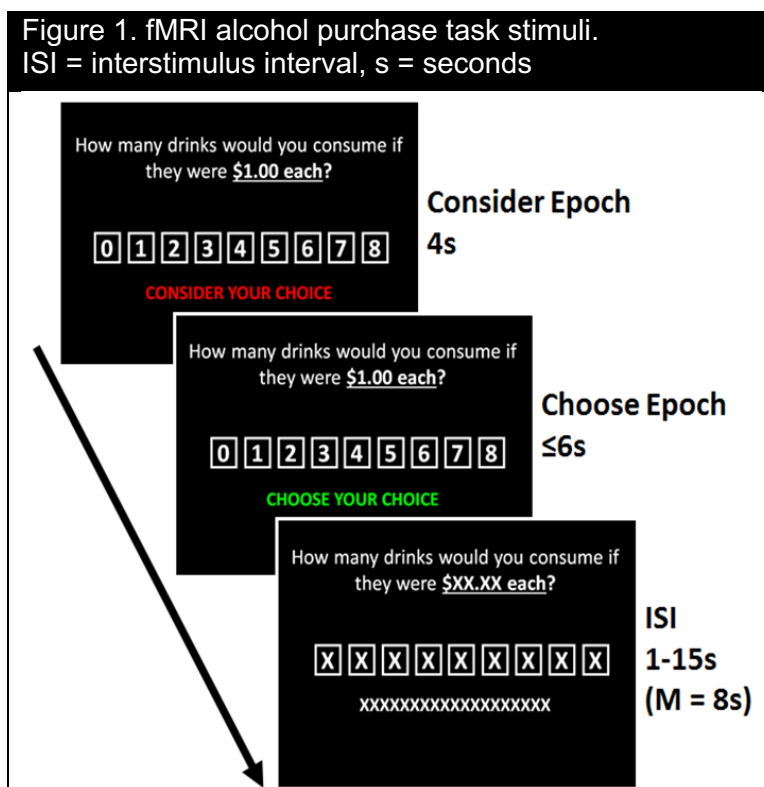 Figure 1. fMRI alcohol purchase task stimuli.
ISI = interstimulus interval, s = seconds
How many drinks would you consume if
they were $1.00 each?
0 1 2 3 4 5 6 7 8
CONSIDER YOUR CHOICE
Consider Epoch
4s
How many drinks would you consume if
they were $1.00 each?
0 1 2 3 4 5 6 7 8
CHOOSE YOUR CHOICE
Choose Epoch
≤6s
How many drinks would you consume if
they were $XX.XX each?
X X X X X X X X X
XXXXXXXXXXXXXXXXXXX
ISI
1-15s
(M = 8s)